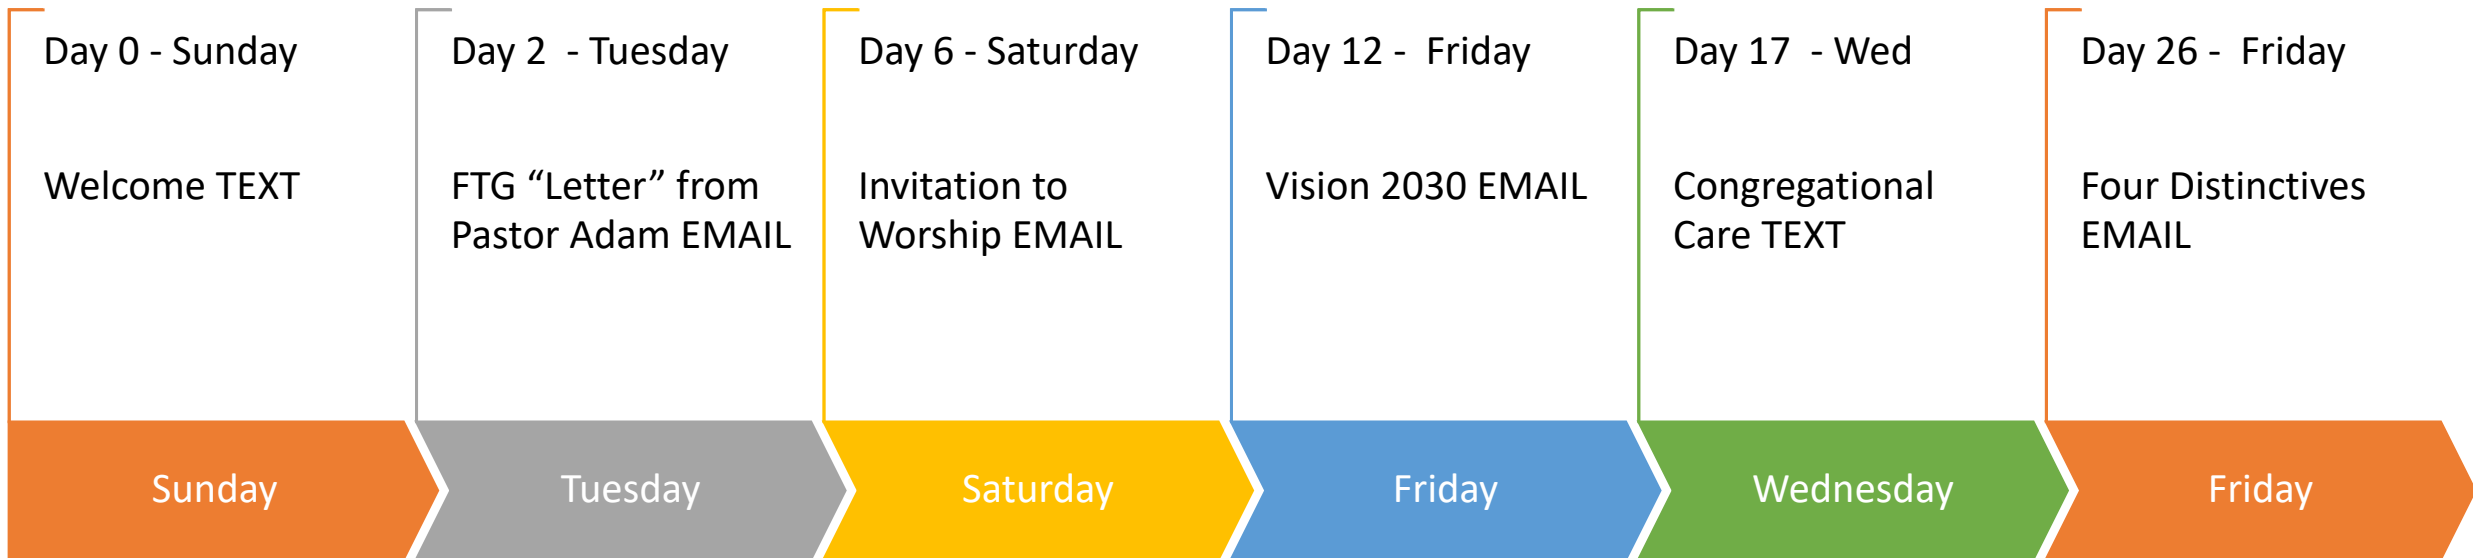 Day 0 - Sunday
Welcome TEXT
Day 2  - Tuesday
FTG “Letter” from
Pastor Adam EMAIL
Day 6 - Saturday
Invitation to
Worship EMAIL
Day 12 -  Friday
Vision 2030 EMAIL
Day 17  - Wed
Congregational
Care TEXT
Day 26 -  Friday
Four Distinctives
EMAIL
Sunday
Tuesday
Saturday
Friday
Wednesday
Friday